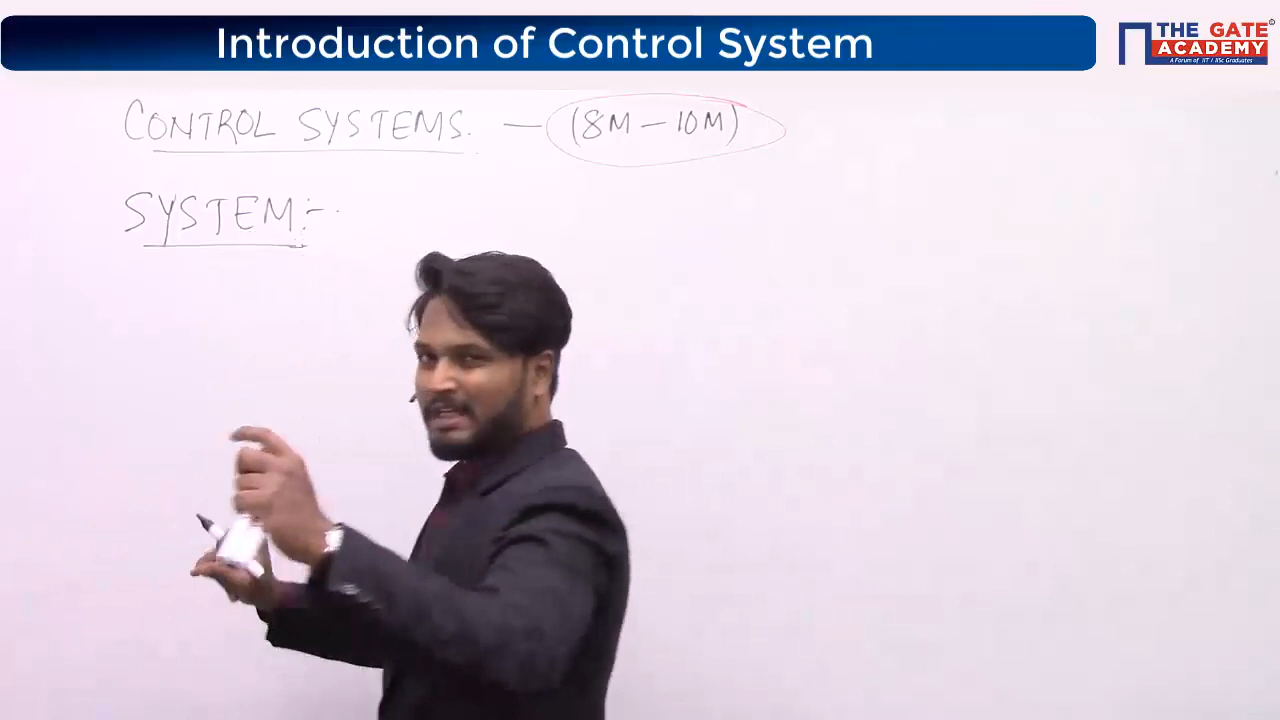 Introduction of Control System
THE GATE
ACADEMY
A Forum of IIT / IISc Graduates
©
CONTROL SYSTEMS. — (8M — 10M)
SYSTEM:-